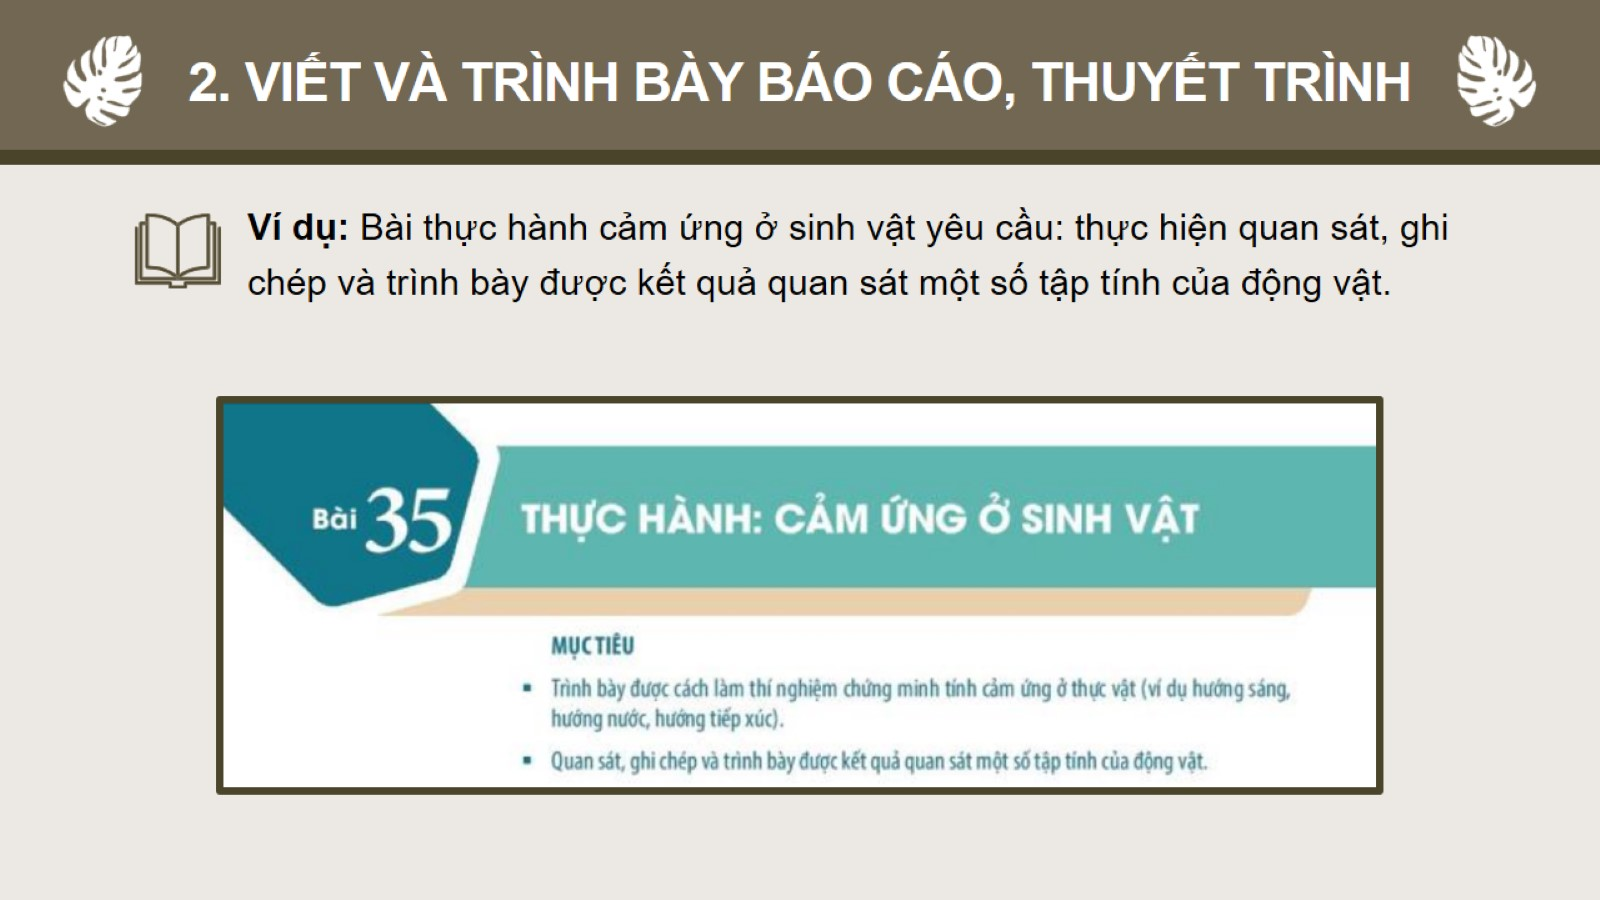 2. VIẾT VÀ TRÌNH BÀY BÁO CÁO, THUYẾT TRÌNH
Ví dụ: Bài thực hành cảm ứng ở sinh vật yêu cầu: thực hiện quan sát, ghi
chép và trình bày được kết quả quan sát một số tập tính của động vật.
Bài 35
THỰC HÀNH: CẢM ỨNG Ở SINH VẬT
MỤC TIÊU
▪ Trình bày được cách làm thí nghiệm chứng minh tính cảm ứng ở thực vật (ví dụ hướng sáng,
hướng nước, hướng tiếp xúc).
▪ Quan sát, ghi chép và trình bày được kết quả quan sát một số tập tính của động vật.